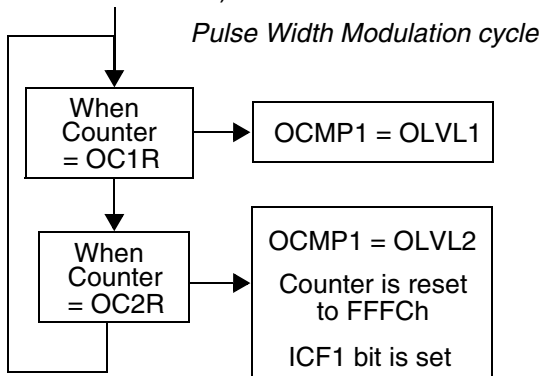 Pulse Width Modulation cycle
When
Counter
= OC1R
OCMP1 = OLVL1
When
Counter
= OC2R
OCMP1 = OLVL2
Counter is reset
to FFFCh
ICF1 bit is set